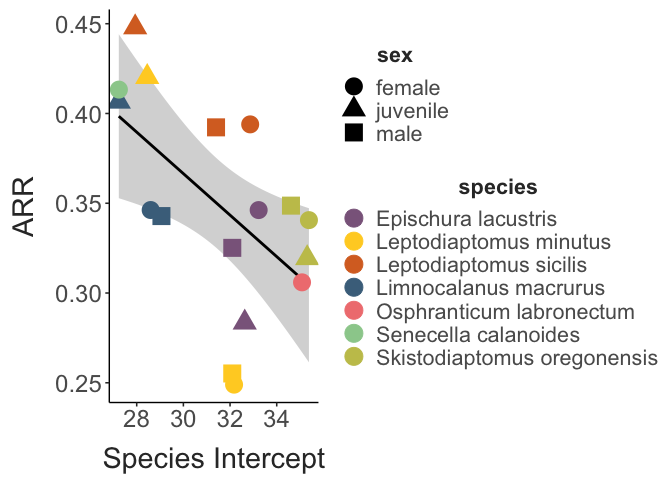 0.45
0.40
0.35
0.30
0.25
ARR
28 30 32 34
Species Intercept
sex
female
juvenile
male
species
Epischura lacustris
Leptodiaptomus minutus
Leptodiaptomus sicilis
Limnocalanus macrurus
Osphranticum labronectum
Senecella calanoides
Skistodiaptomus oregonensis